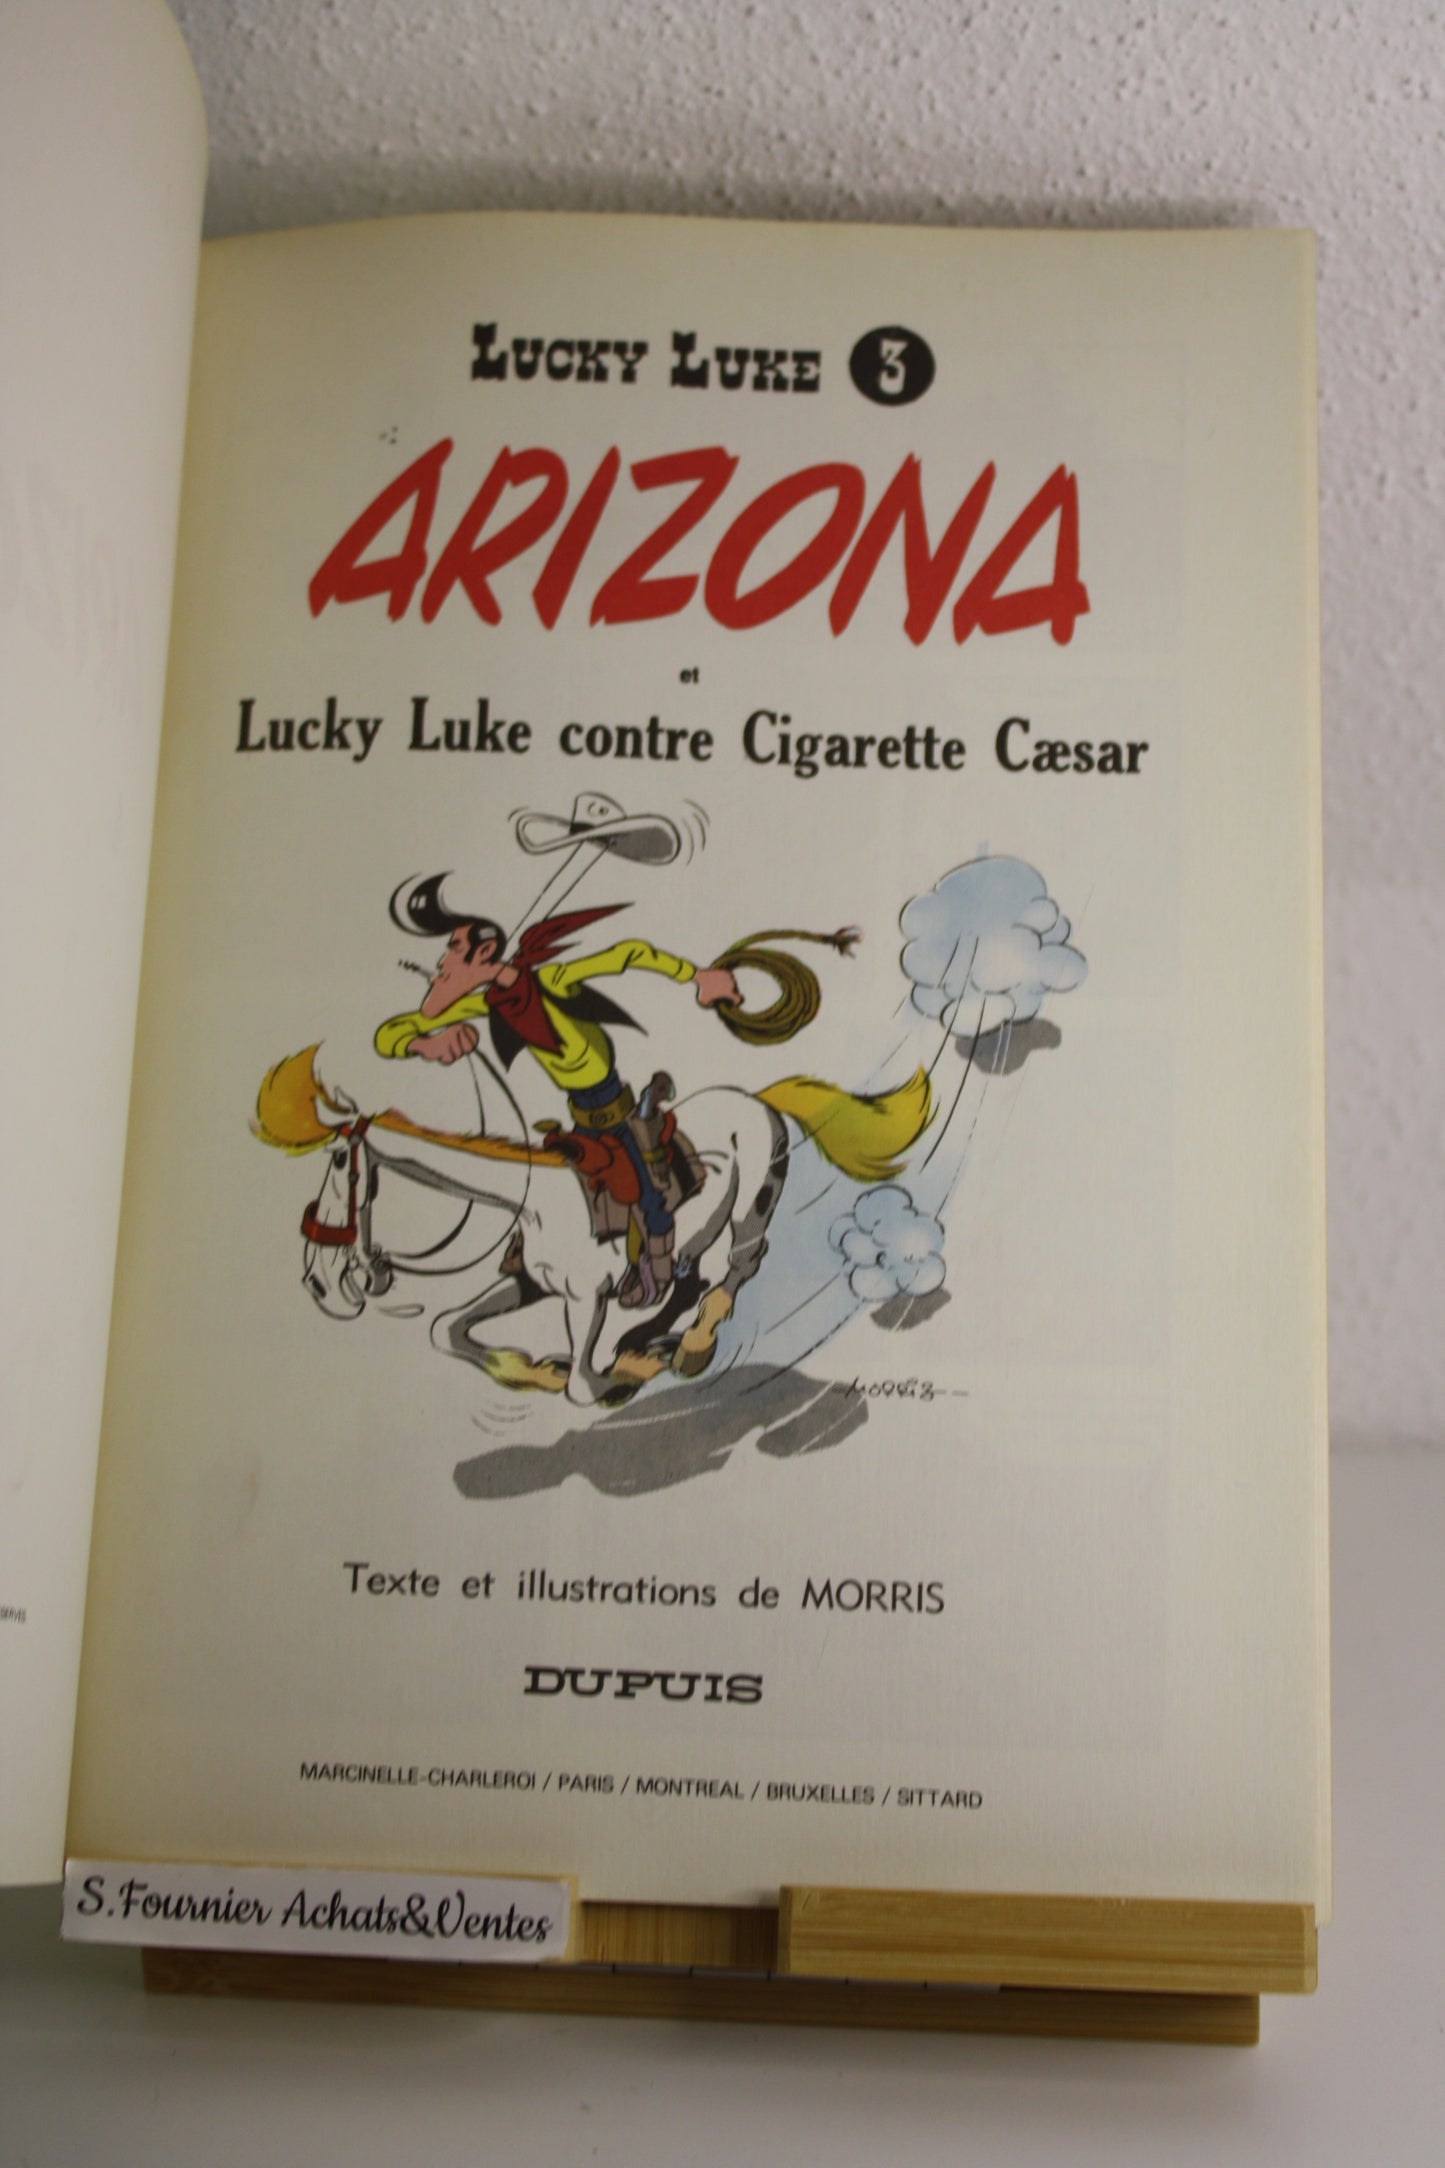 LUCKY LUKE 3
ARIZONA
et
Lucky Luke contre Cigarette Cæsar
MORRIS
Texte et illustrations de MORRIS
DUPUIS
MARCINELLE-CHARLEROI / PARIS / MONTREAL / BRUXELLES / SITTARD
S.Fournier Achats&Ventes